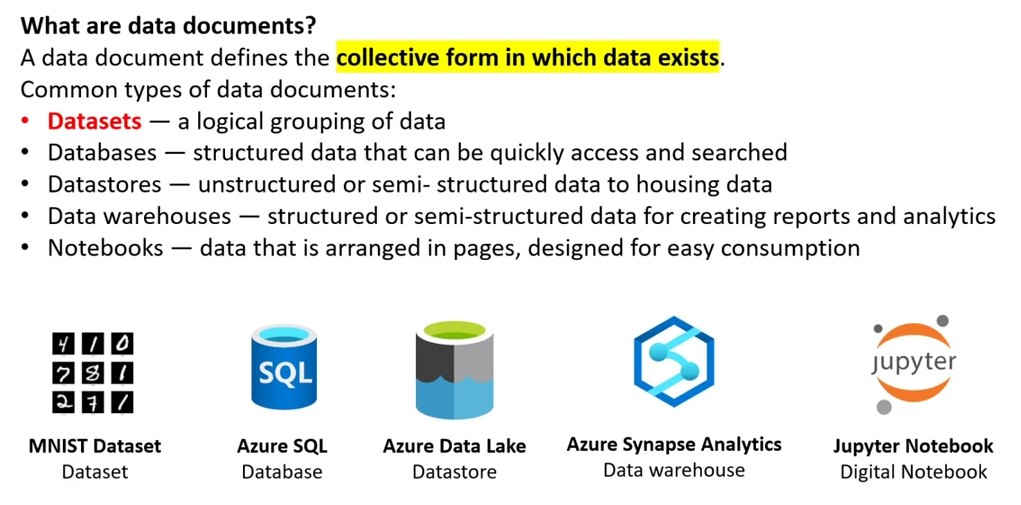 What are data documents?
A data document defines the collective form in which data exists.
Common types of data documents:
• Datasets — a logical grouping of data
• Databases — structured data that can be quickly access and searched
• Datastores — unstructured or semi- structured data to housing data
• Data warehouses — structured or semi-structured data for creating reports and analytics
• Notebooks — data that is arranged in pages, designed for easy consumption
4 1 0
7 8 1
2 7 1
SQL
jupyter
MNIST Dataset
Dataset
Azure SQL
Database
Azure Data Lake
Datastore
Azure Synapse Analytics
Data warehouse
Jupyter Notebook
Digital Notebook